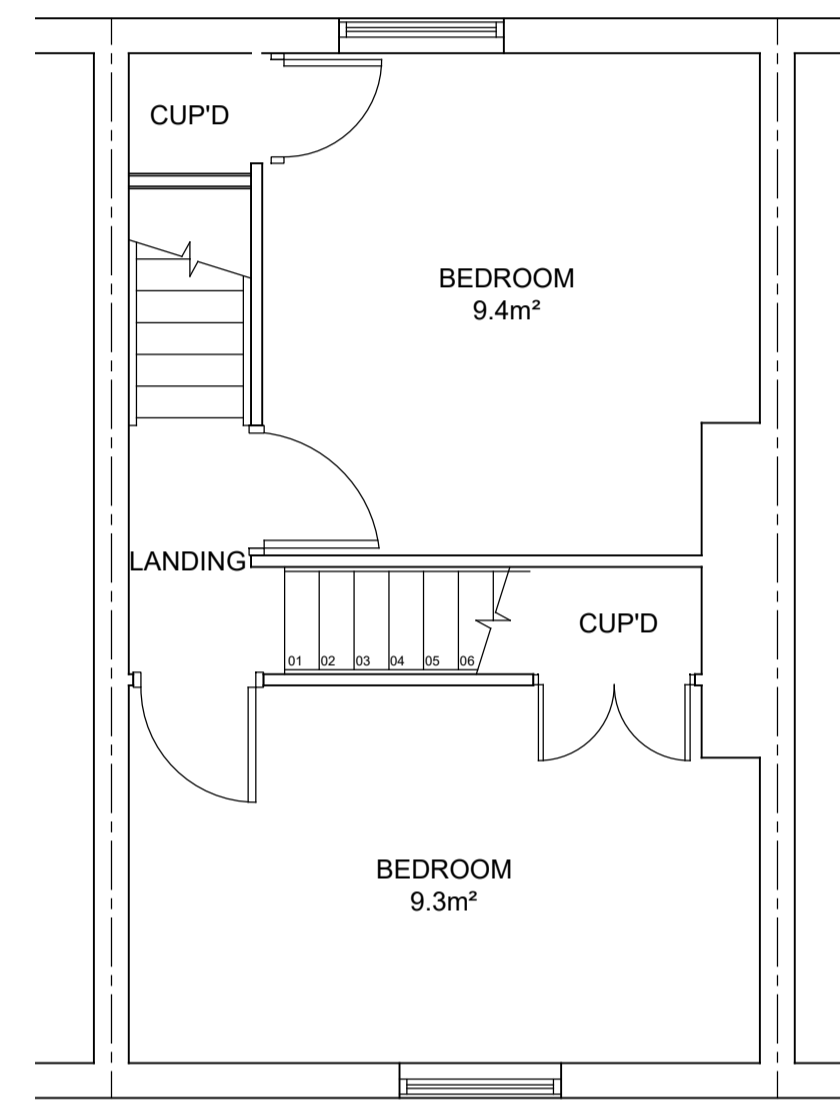 CUP'D
BEDROOM
9.4m²
LANDING
CUP'D
01 02 03 04 05 06
BEDROOM
9.3m²